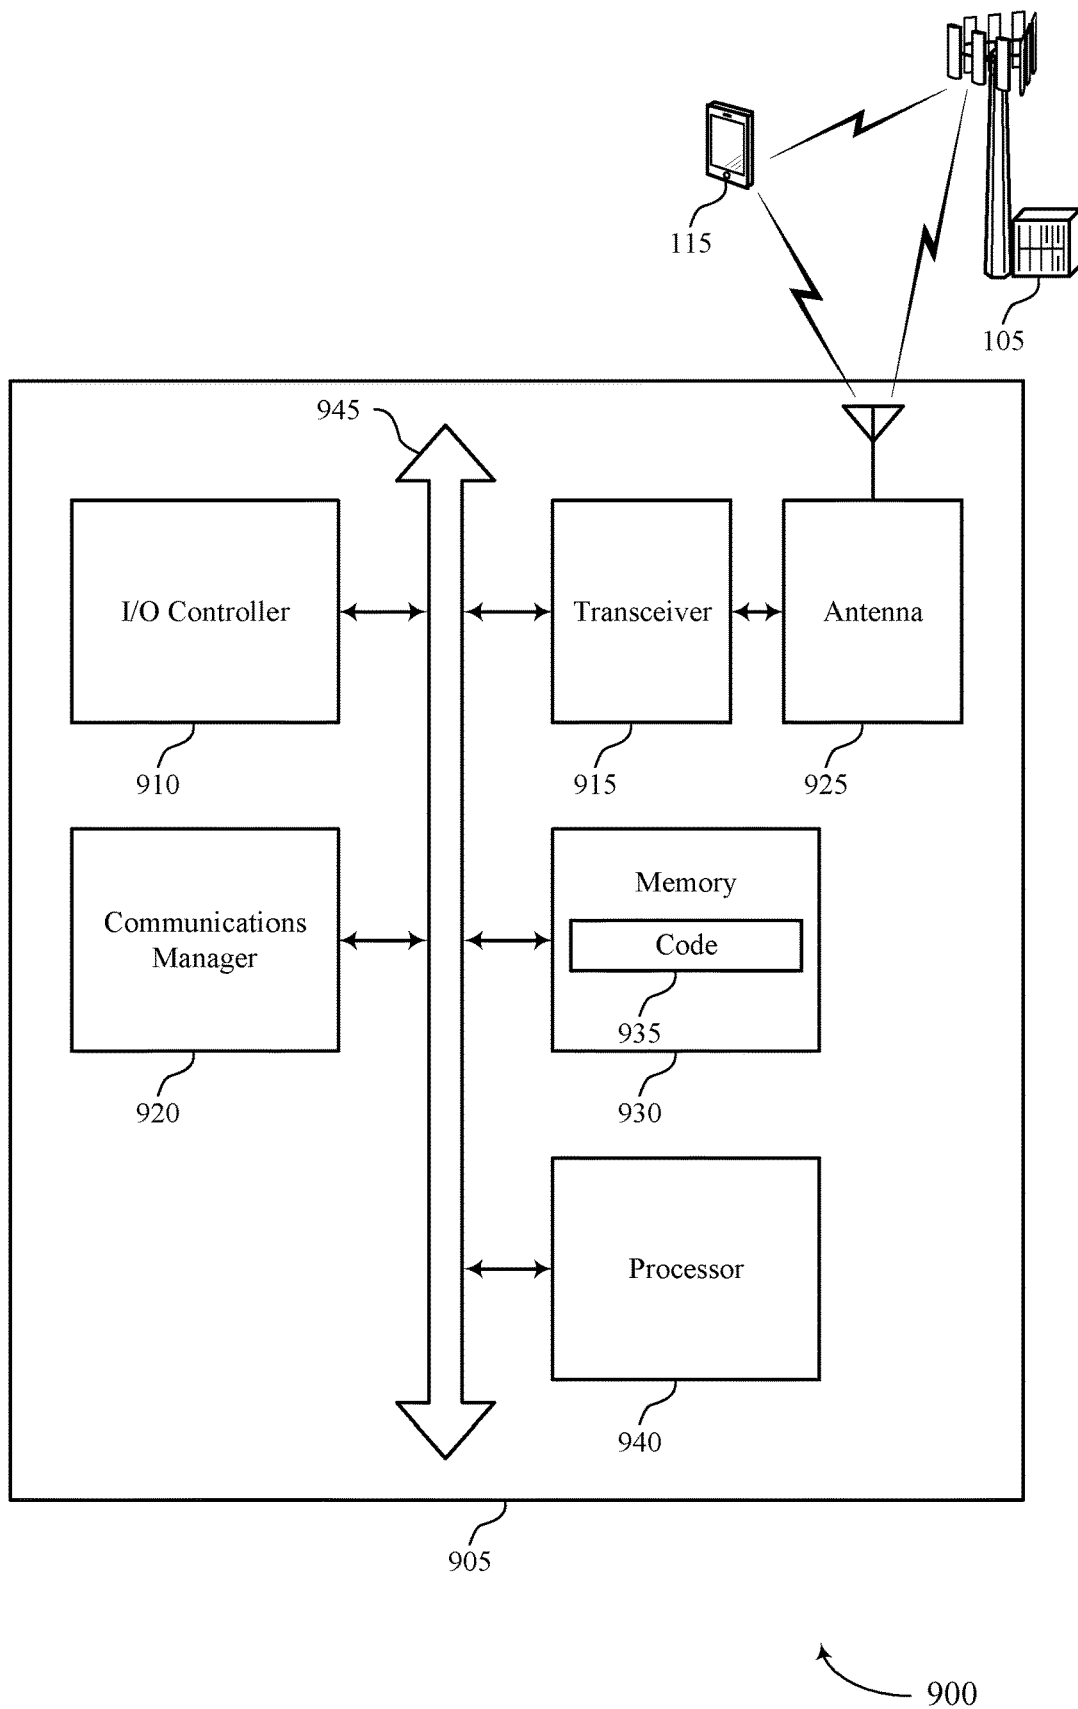 115
105
945
I/O Controller
Transceiver
Antenna
910
915
925
Communications
Manager
Memory
Code
935
920
930
Processor
940
905
900